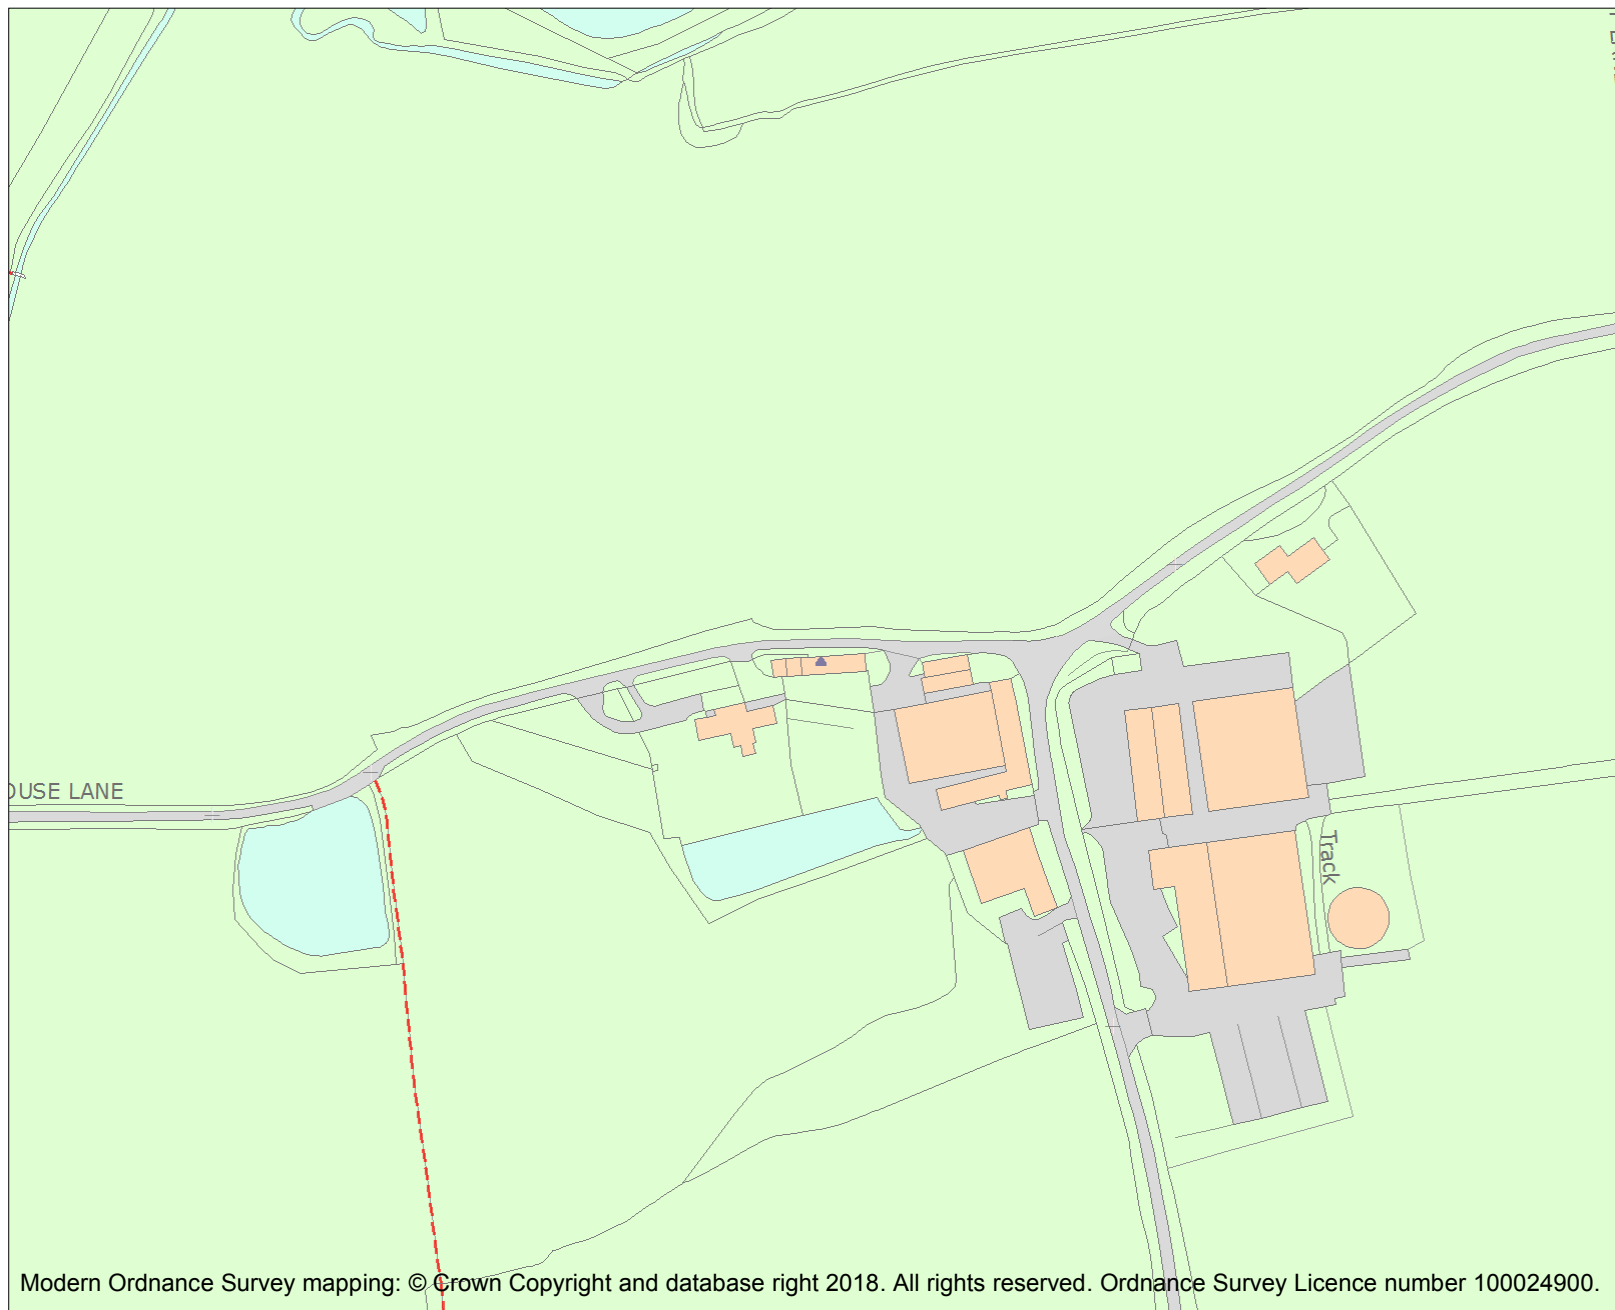 OUSE LANE
Track
Modern Ordnance Survey mapping: © Crown Copyright and database right 2018. All rights reserved. Ordnance Survey Licence number 100024900.